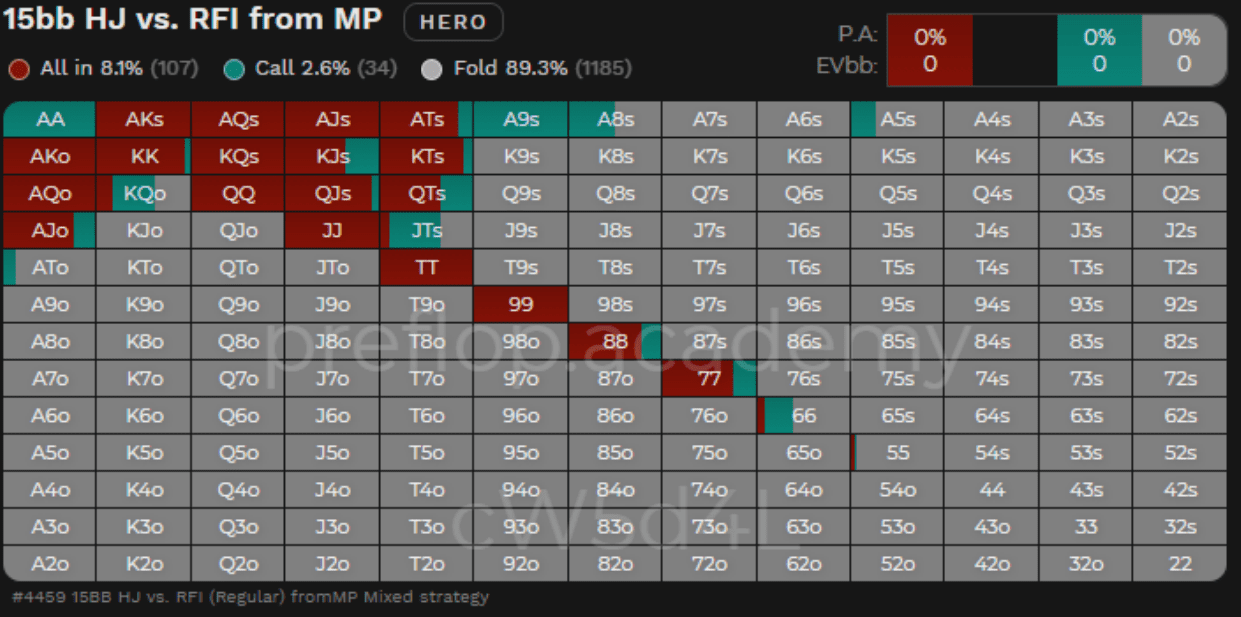 15bb HJ vs. RFI from MP HERO
P.A: 0% 0% 0%
All in 8.1% (107) Call 2.6% (34) Fold 89.3% (1185)
EVbb: 0 0 0
AA AKs AQs AJs ATs A9s A8s A7s A6s A5s A4s A3s A2s
AKo KK KQs KJs KTs K9s K8s K7s K6s K5s K4s K3s K2s
AQo KQo QQ QJs QTs Q9s Q8s Q7s Q6s Q5s Q4s Q3s Q2s
AJo KJo QJo JJ JTs J9s J8s J7s J6s J5s J4s J3s J2s
ATo KTo QTo JTo TT T9s T8s T7s T6s T5s T4s T3s T2s
A9o K9o Q9o J9o T9o 99 98s 97s 96s 95s 94s 93s 92s
A8o K8o Q8o J8o T8o 98o 88 87s 86s 85s 84s 83s 82s
preflop.academy
A7o K7o Q7o J7o T7o 97o 87o 77 76s 75s 74s 73s 72s
A6o K6o Q6o J6o T6o 96o 86o 76o 66 65s 64s 63s 62s
A5o K5o Q5o J5o T5o 95o 85o 75o 65o 55 54s 53s 52s
A4o K4o Q4o J4o T4o 94o 84o 74o 64o 54o 44 43s 42s
cW5d4L
A3o K3o Q3o J3o T3o 93o 83o 73o 63o 53o 43o 33 32s
A2o K2o Q2o J2o T2o 92o 82o 72o 62o 52o 42o 32o 22
#4459 15BB HJ vs. RFI (Regular) fromMP Mixed strategy